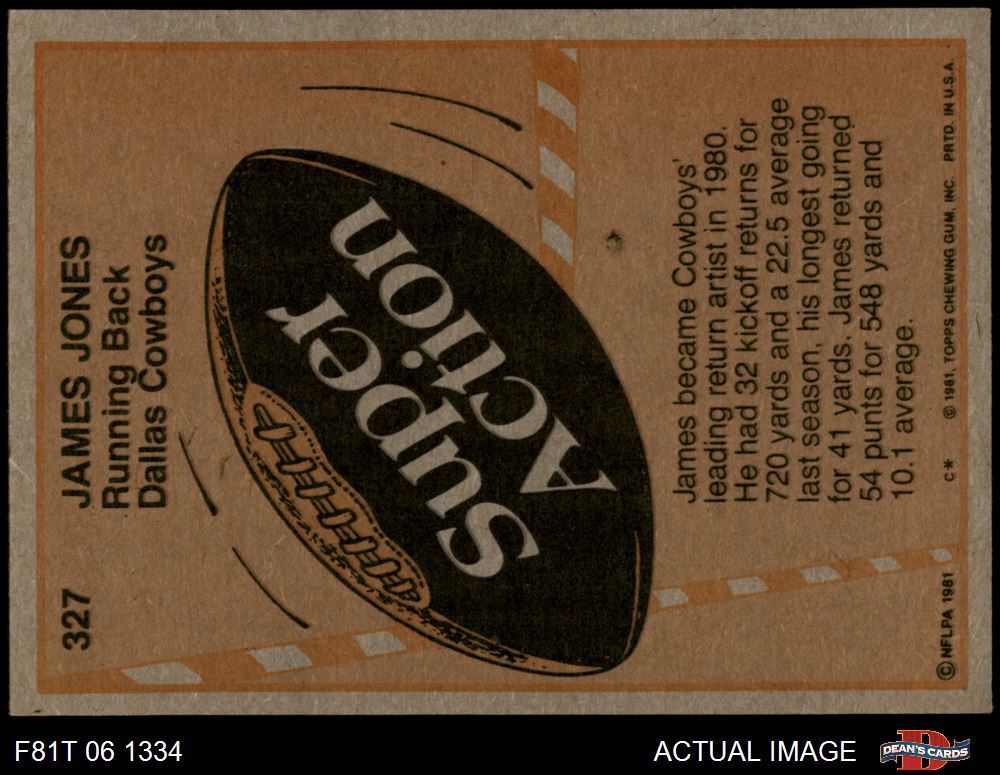 327
JAMES JONES
Running Back
Dallas Cowboys
Super
Action
James became Cowboys'
leading return artist in 1980.
He had 32 kickoff returns for
720 yards and a 22.5 average
last season, his longest going
for 41 yards. James returned
54 punts for 548 yards and
10.1 average.
© NFLPA 1981 C* © 1981, TOPPS CHEWING GUM, INC. PRTD. IN U.S.A.
F81T 06 1334
ACTUAL IMAGE
D
DEAN'S CARDS